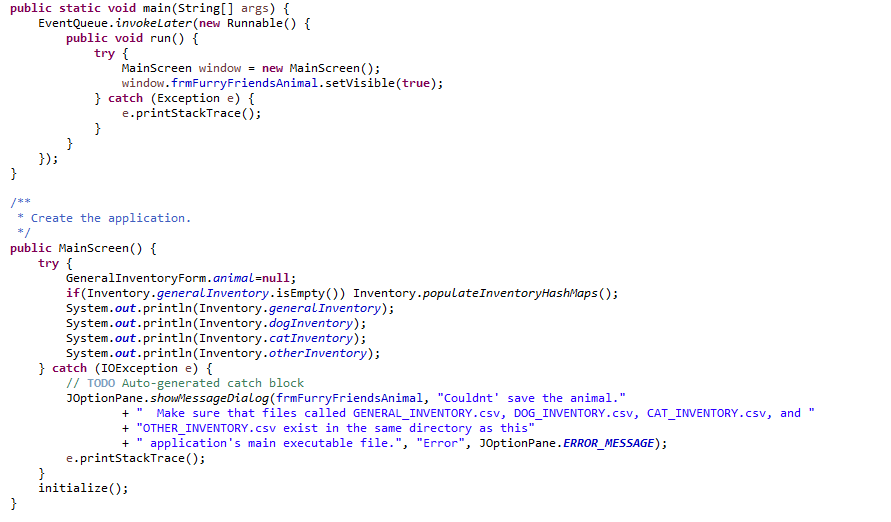 public static void main(String[] args) {
    EventQueue.invokeLater(new Runnable() {
        public void run() {
            try {
                MainScreen window = new MainScreen();
                window.frmFurryFriendsAnimal.setVisible(true);
            } catch (Exception e) {
                e.printStackTrace();
            }
        }
    });
}

/**
 * Create the application.
 */
public MainScreen() {
    try {
        GeneralInventoryForm.animal=null;
        if(Inventory.generalInventory.isEmpty()) Inventory.populateInventoryHashMaps();
        System.out.println(Inventory.generalInventory);
        System.out.println(Inventory.dogInventory);
        System.out.println(Inventory.catInventory);
        System.out.println(Inventory.otherInventory);
    } catch (IOException e) {
        // TODO Auto-generated catch block
        JOptionPane.showMessageDialog(frmFurryFriendsAnimal, "Couldnt' save the animal."
                + "  Make sure that files called GENERAL_INVENTORY.csv, DOG_INVENTORY.csv, CAT_INVENTORY.csv, and "
                + "OTHER_INVENTORY.csv exist in the same directory as this"
                + " application's main executable file.", "Error", JOptionPane.ERROR_MESSAGE);
        e.printStackTrace();
    }
    initialize();
}